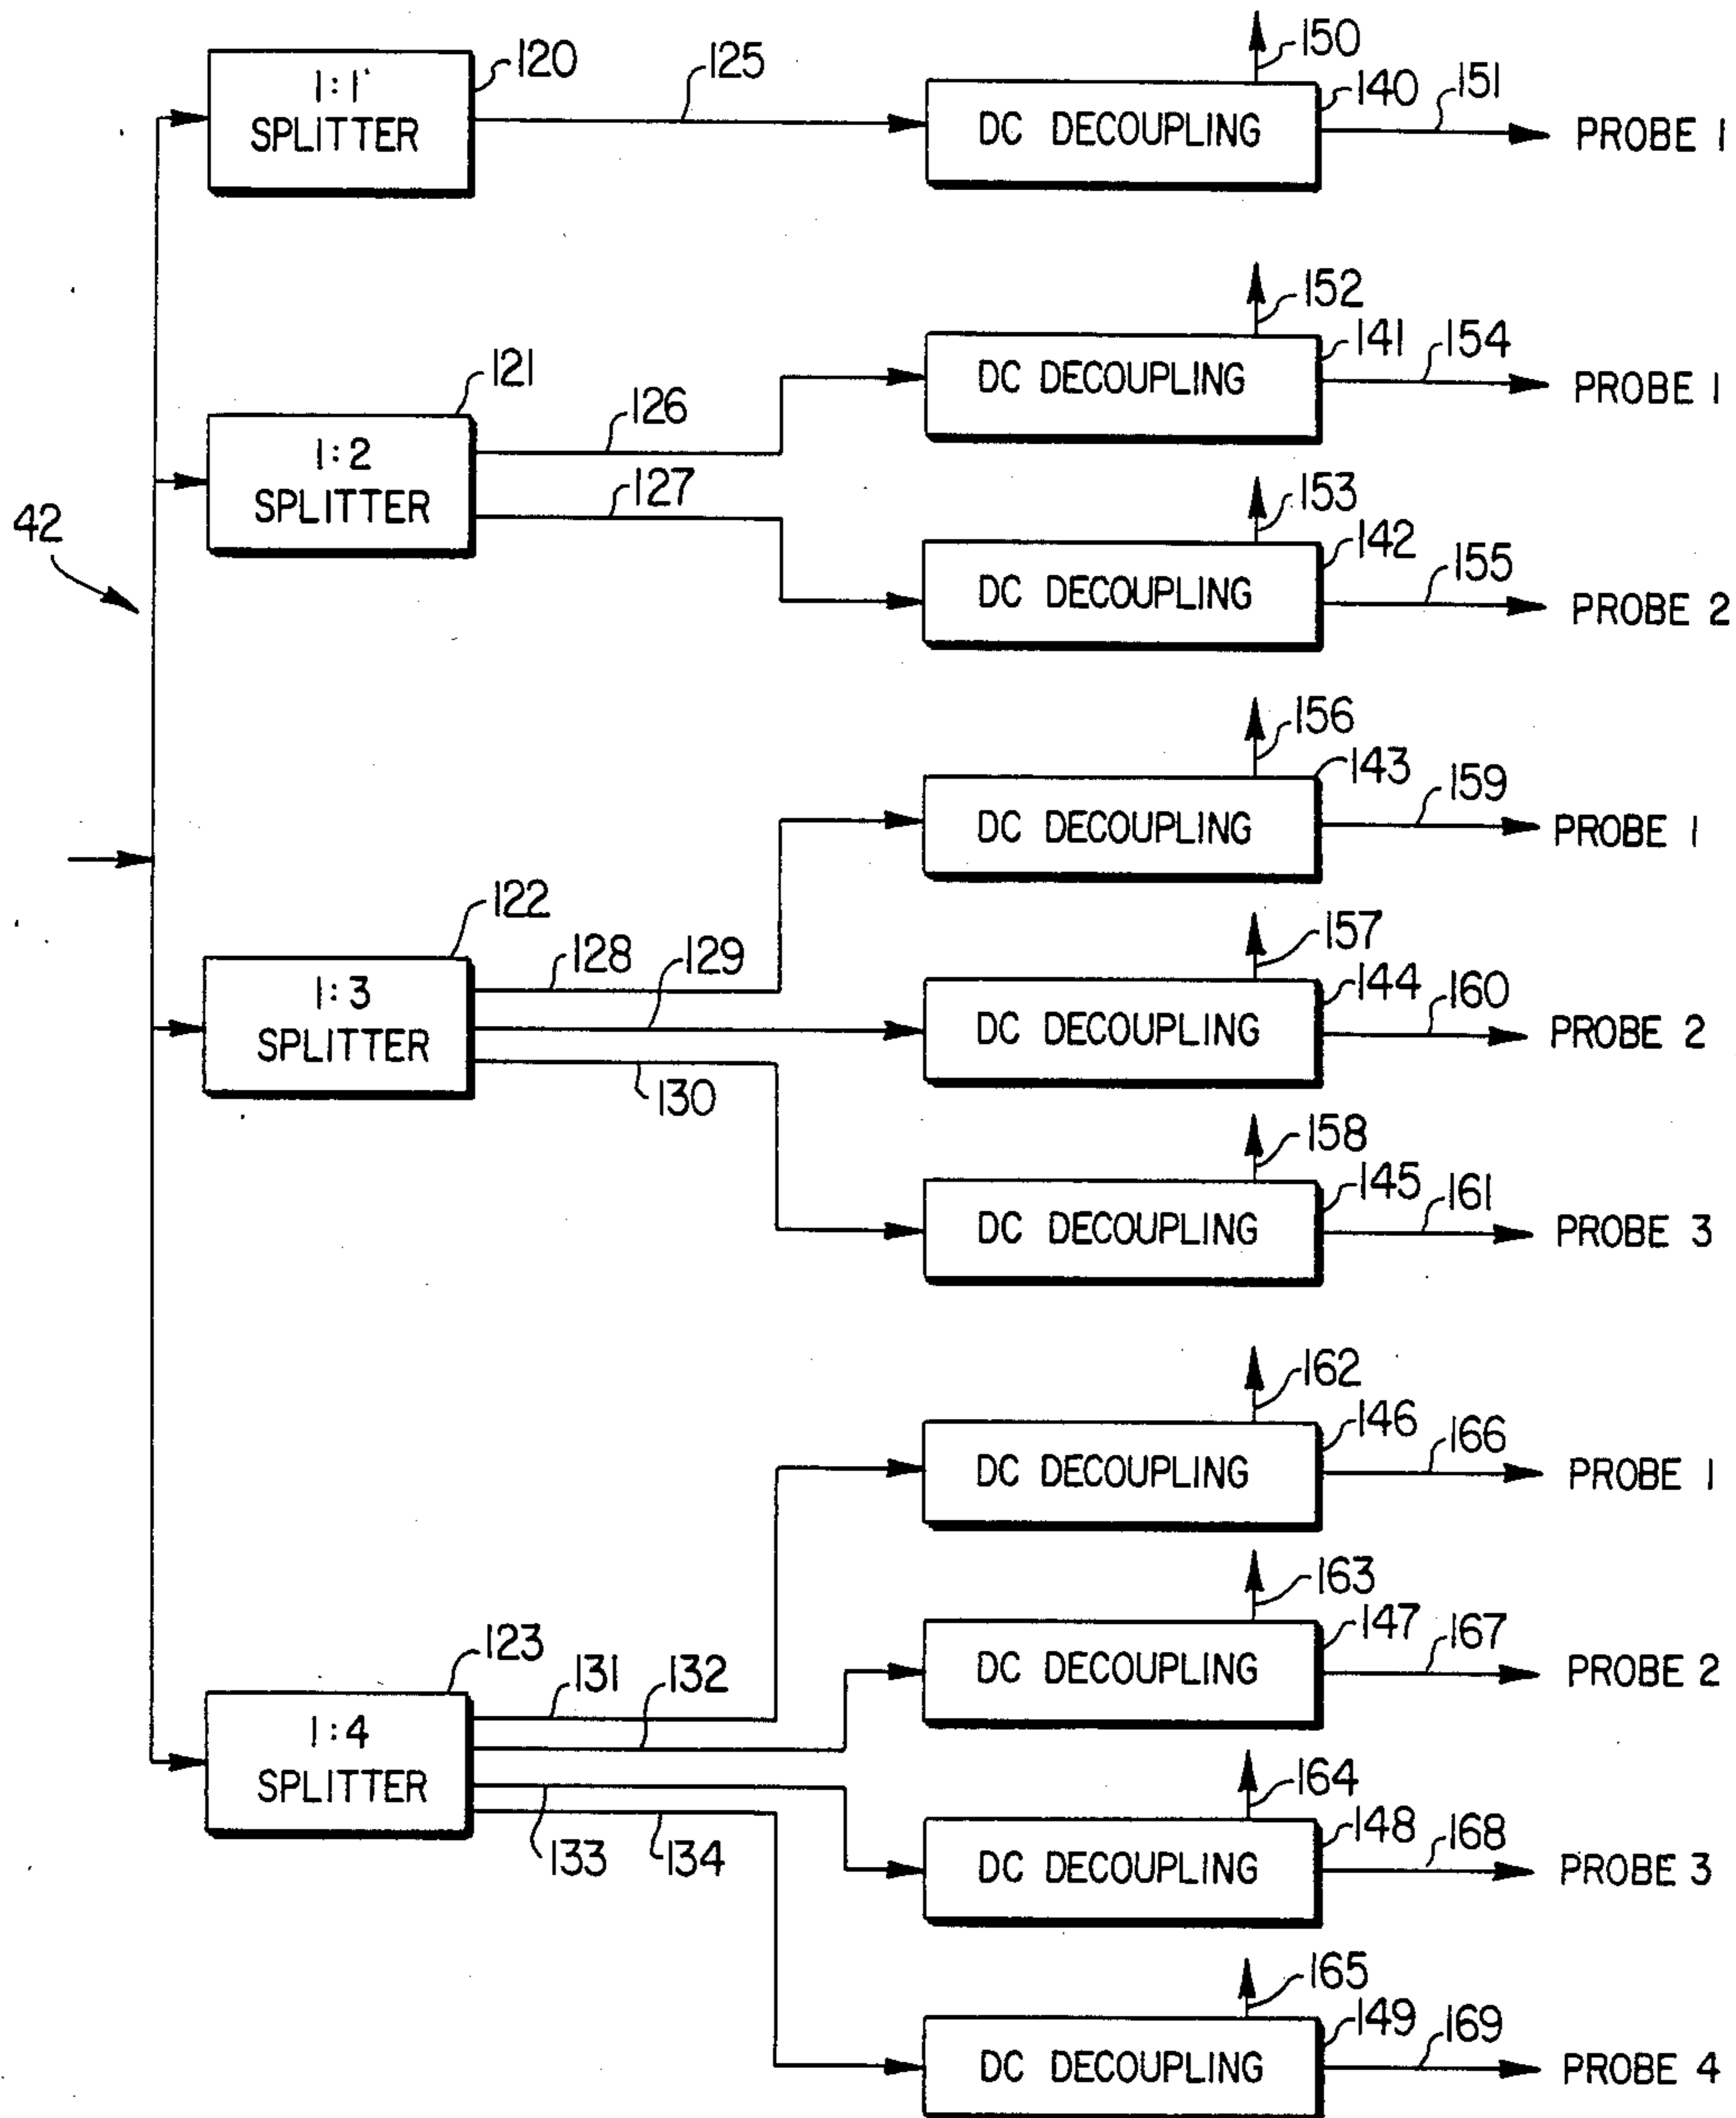 150
120
125
1:1
SPLITTER
140
151
DC DECOUPLING
PROBE 1
152
121
126
141
154
DC DECOUPLING
PROBE 1
1:2
SPLITTER
127
153
42
142
155
DC DECOUPLING
PROBE 2
156
143
159
DC DECOUPLING
PROBE 1
122
157
128
129
1:3
SPLITTER
144
160
DC DECOUPLING
PROBE 2
130
158
145
161
DC DECOUPLING
PROBE 3
162
146
166
DC DECOUPLING
PROBE 1
163
123
131
132
147
167
DC DECOUPLING
PROBE 2
1:4
SPLITTER
164
133
134
148
168
DC DECOUPLING
PROBE 3
165
149
169
DC DECOUPLING
PROBE 4